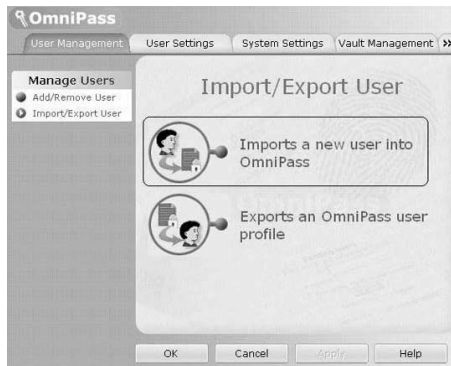 OmniPass
User Management
User Settings
System Settings
Vault Management
Manage Users
Add/Remove User
Import/Export User
Import/Export User
Imports a new user into
OmniPass
Exports an OmniPass user
profile
OK
Cancel
Apply
Help